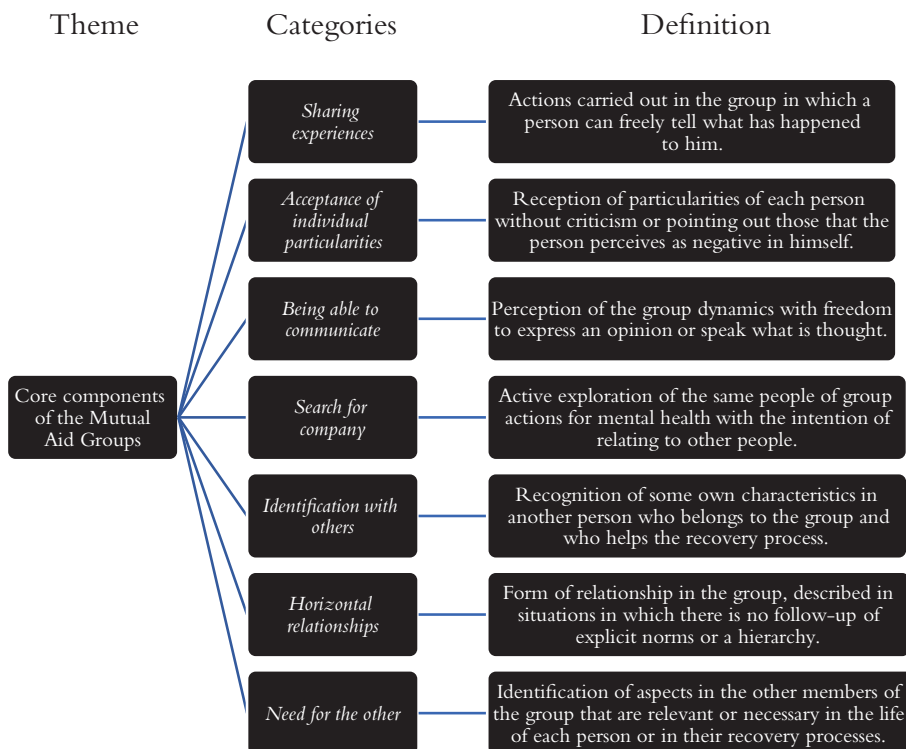 Theme
Categories
Definition
Sharing
experiences
Actions carried out in the group in which a
person can freely tell what has happened
to him.
Acceptance of
individual
particularities
Reception of particularities of each person
without criticism or pointing out those that the
person perceives as negative in himself.
Being able to
communicate
Perception of the group dynamics with freedom
to express an opinion or speak what is thought.
Core components
of the Mutual
Aid Groups
Search for
company
Active exploration of the same people of group
actions for mental health with the intention of
relating to other people.
Identification with
others
Recognition of some own characteristics in
another person who belongs to the group and
who helps the recovery process.
Horizontal
relationships
Form of relationship in the group, described in
situations in which there is no follow-up of
explicit norms or a hierarchy.
Need for the other
Identification of aspects in the other members of
the group that are relevant or necessary in the life
of each person or in their recovery processes.